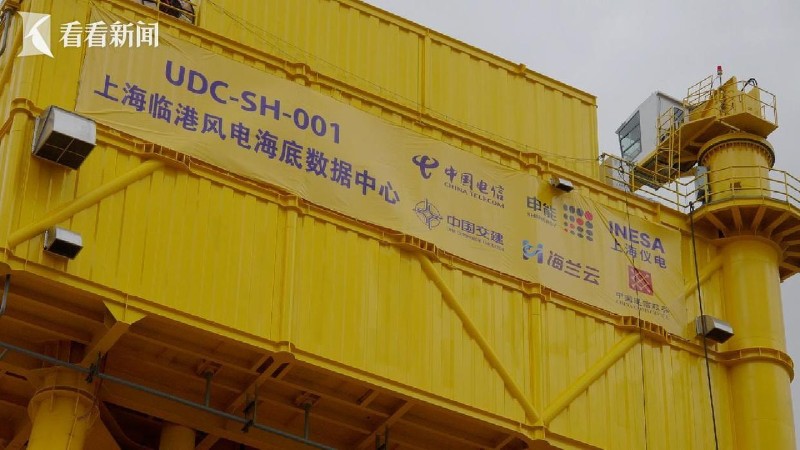 看看新闻
UDC-SH-001
上海临港风电海底数据中心
中国电信
CHINA TELECOM
申能
INESA
上海仪电
中国交建
海兰云